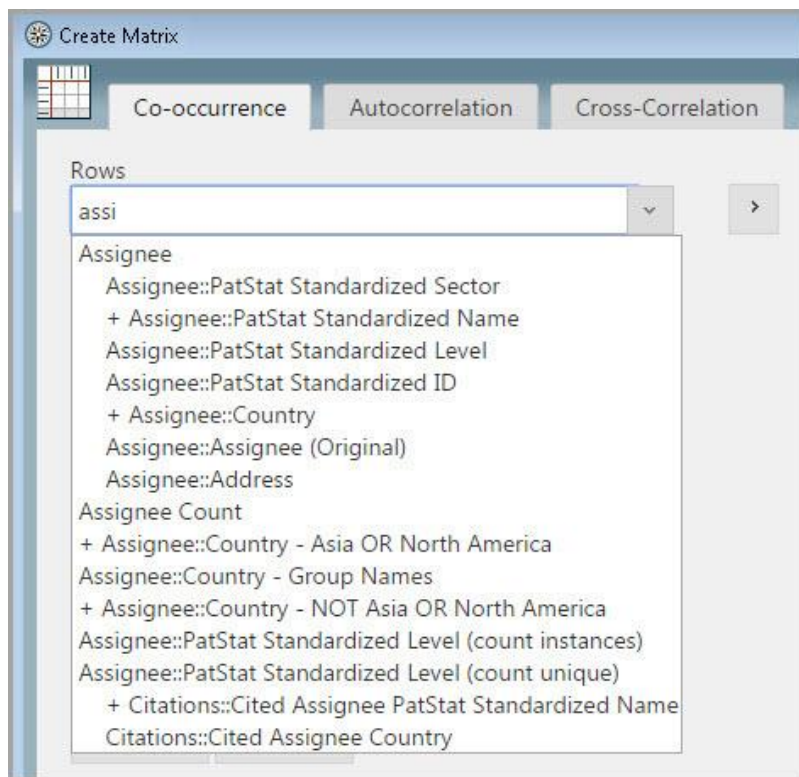 Create Matrix
Co-occurrence Autocorrelation Cross-Correlation
Rows
assi
Assignee
Assignee::PatStat Standardized Sector
+ Assignee::PatStat Standardized Name
Assignee::PatStat Standardized Level
Assignee::PatStat Standardized ID
+ Assignee::Country
Assignee::Assignee (Original)
Assignee::Address
Assignee Count
+ Assignee::Country - Asia OR North America
Assignee::Country - Group Names
+ Assignee::Country - NOT Asia OR North America
Assignee::PatStat Standardized Level (count instances)
Assignee::PatStat Standardized Level (count unique)
+ Citations::Cited Assignee PatStat Standardized Name
Citations::Cited Assignee Country